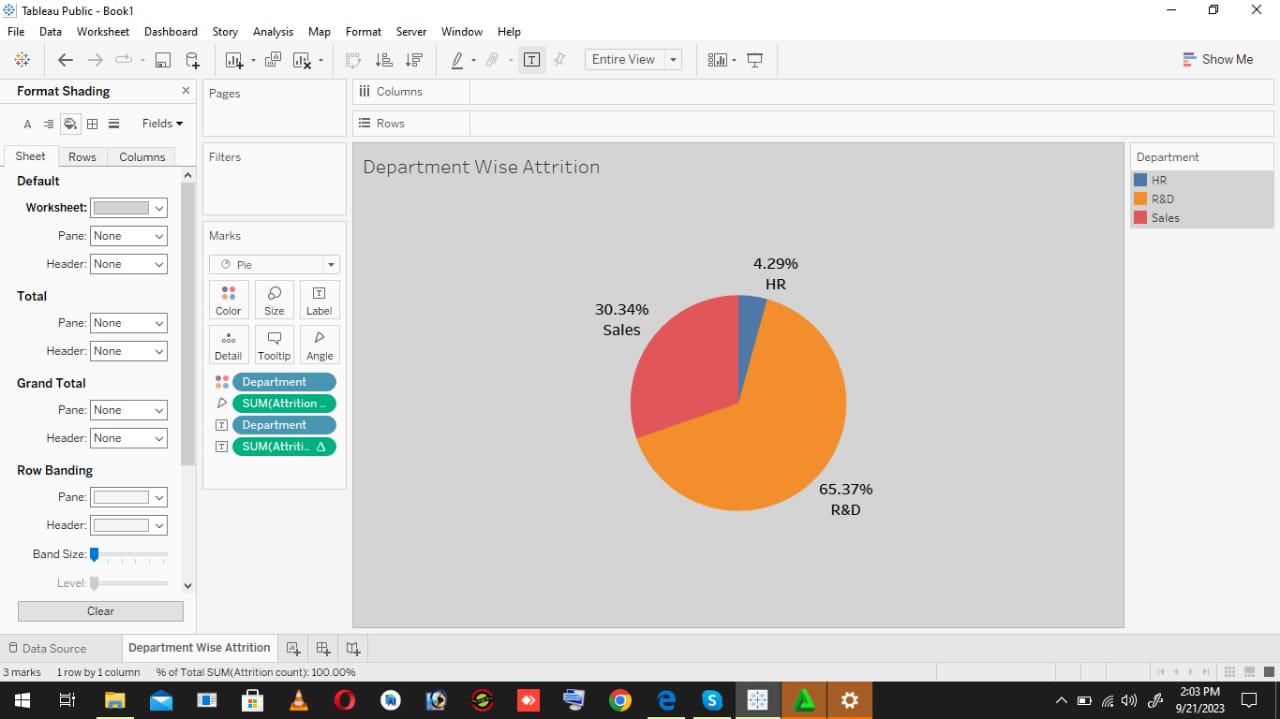 Tableau Public - Book1
File Data Worksheet Dashboard Story Analysis Map Format Server Window Help
Entire View
Show Me
Format Shading
Fields
Sheet Rows Columns
Default
Worksheet:
Pane: None
Header: None
Total
Pane: None
Header: None
Grand Total
Pane: None
Header: None
Row Banding
Pane:
Header:
Band Size:
Level:
Clear
Pages
Filters
Marks
Pie
Color Size Label
Detail Tooltip Angle
Department
SUM(Attrition ..
Department
SUM(Attriti.. Δ
Columns
Rows
Department Wise Attrition
4.29%
HR
30.34%
Sales
65.37%
R&D
Department
HR
R&D
Sales
Data Source Department Wise Attrition
3 marks 1 row by 1 column % of Total SUM(Attrition count): 100.00%
2:03 PM
9/21/2023